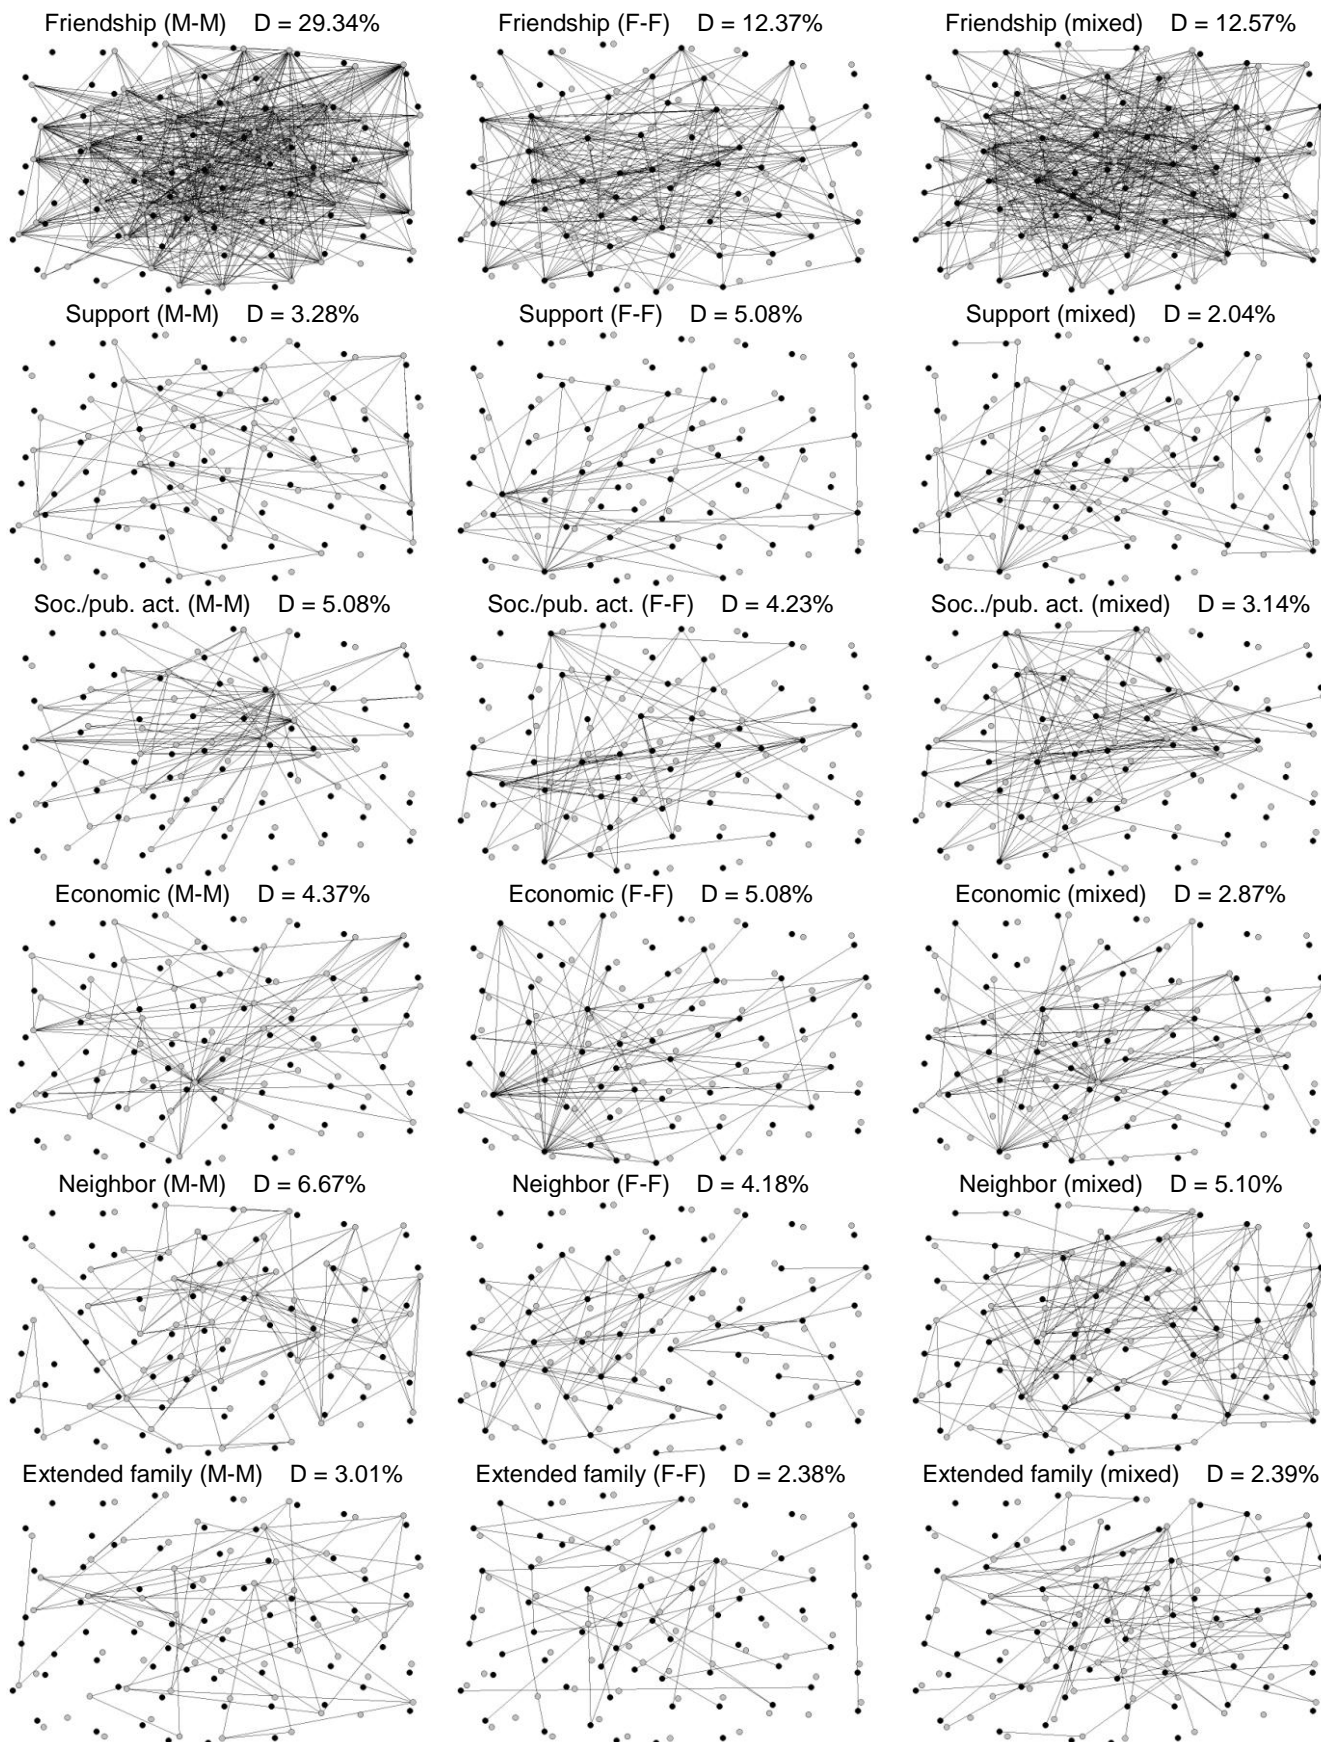 Friendship (M-M) D = 29.34%
Friendship (F-F) D = 12.37%
Friendship (mixed) D = 12.57%
Support (M-M) D = 3.28%
Support (F-F) D = 5.08%
Support (mixed) D = 2.04%
Soc./pub. act. (M-M) D = 5.08%
Soc./pub. act. (F-F) D = 4.23%
Soc../pub. act. (mixed) D = 3.14%
Economic (M-M) D = 4.37%
Economic (F-F) D = 5.08%
Economic (mixed) D = 2.87%
Neighbor (M-M) D = 6.67%
Neighbor (F-F) D = 4.18%
Neighbor (mixed) D = 5.10%
Extended family (M-M) D = 3.01%
Extended family (F-F) D = 2.38%
Extended family (mixed) D = 2.39%